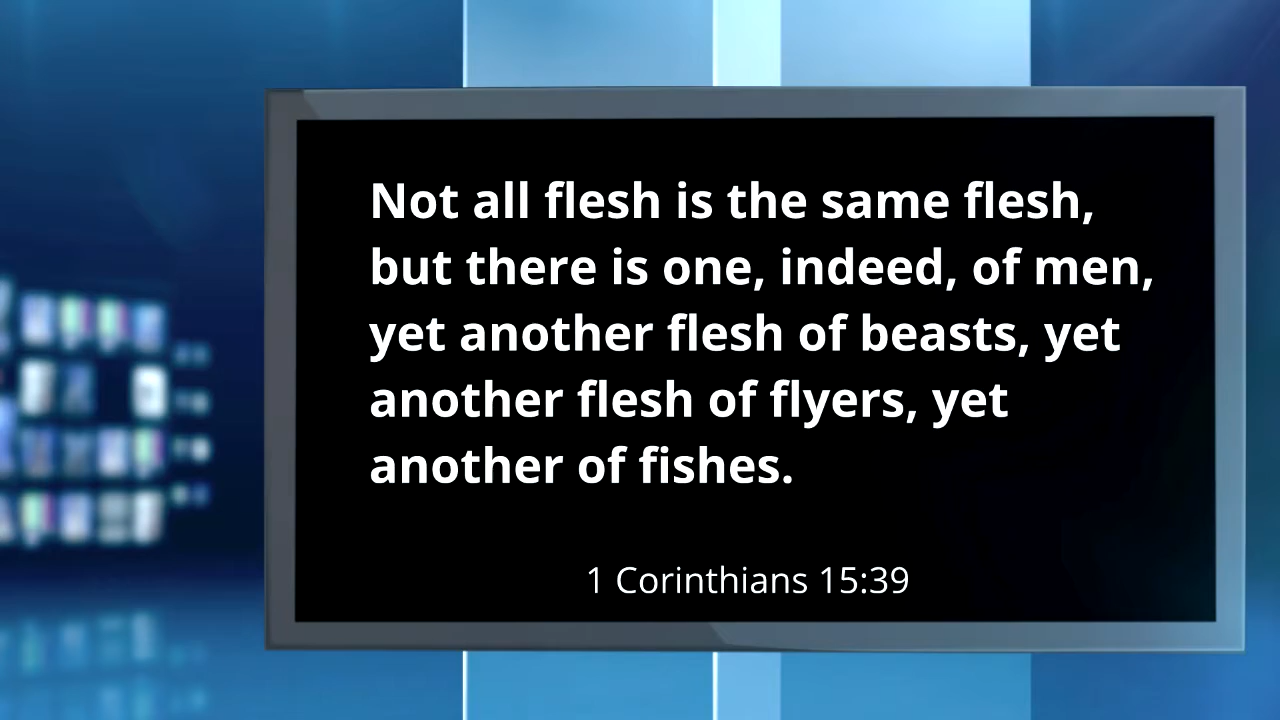 Not all flesh is the same flesh,
but there is one, indeed, of men,
yet another flesh of beasts, yet
another flesh of flyers, yet
another of fishes.
1 Corinthians 15:39